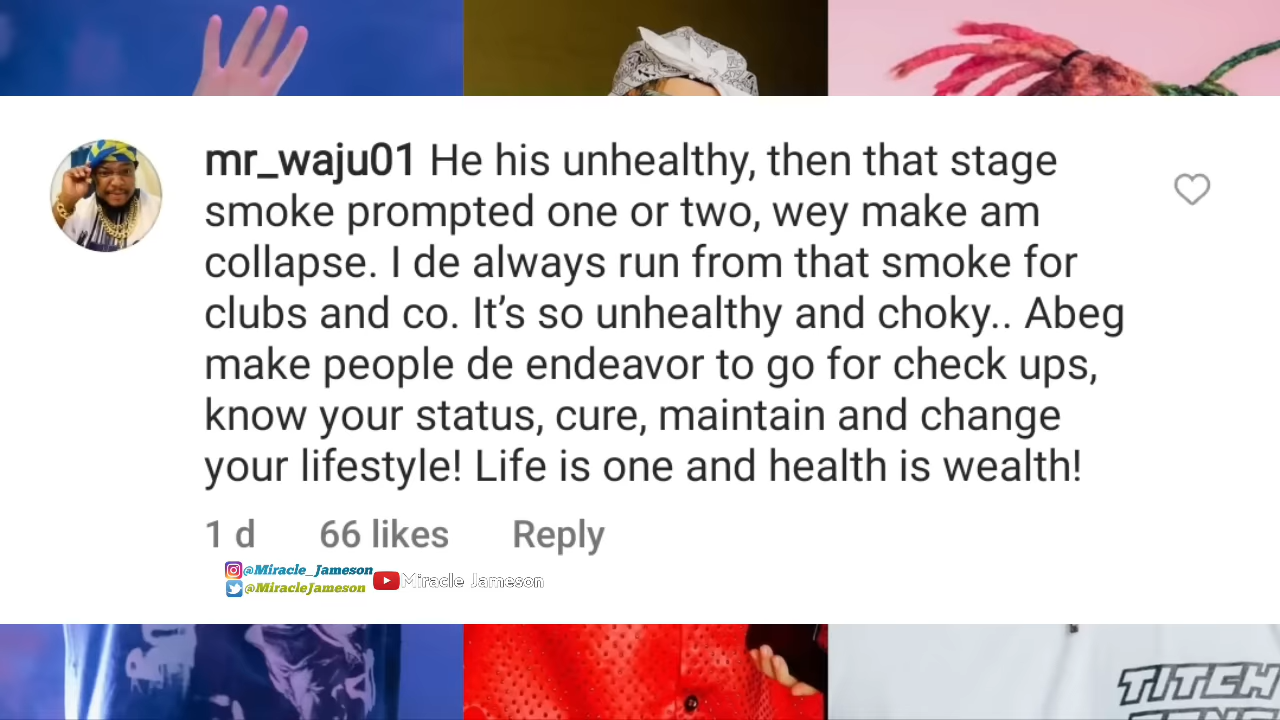 mr_waju01 He his unhealthy, then that stage
smoke prompted one or two, wey make am
collapse. I de always run from that smoke for
clubs and co. It’s so unhealthy and choky.. Abeg
make people de endeavor to go for check ups,
know your status, cure, maintain and change
your lifestyle! Life is one and health is wealth!
1 d 66 likes Reply
@Miracle_Jameson
@MiracleJameson
Miracle Jameson
TITCH